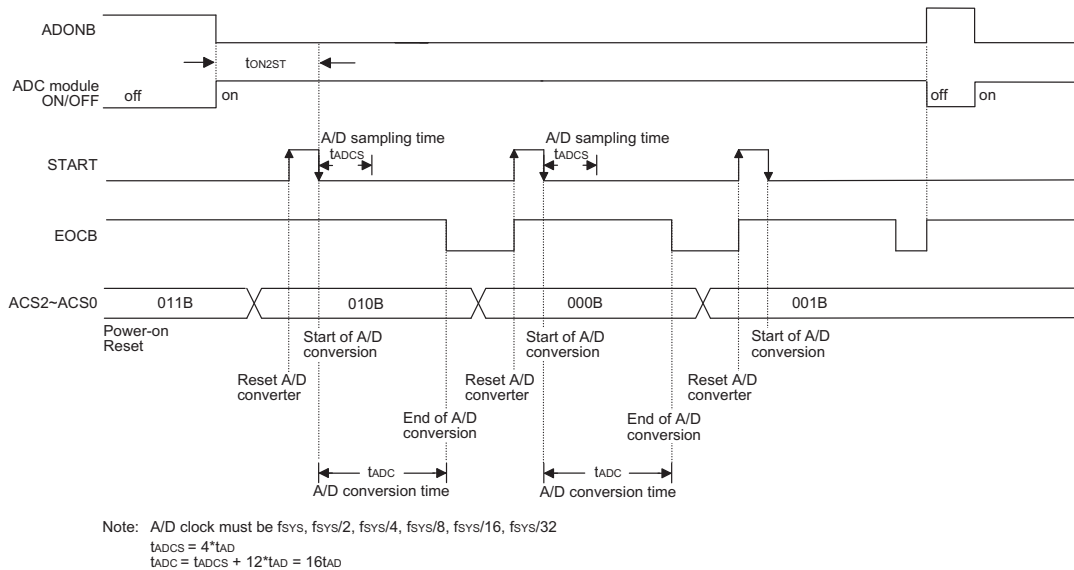 ADONB
tON2ST
ADC module
ON/OFF
off
on
off
on
A/D sampling time
tADCS
A/D sampling time
tADCS
START
EOCB
ACS2~ACS0
011B
010B
000B
001B
Power-on
Reset
Start of A/D
conversion
Start of A/D
conversion
Start of A/D
conversion
Reset A/D
converter
Reset A/D
converter
Reset A/D
converter
End of A/D
conversion
End of A/D
conversion
tADC
A/D conversion time
tADC
A/D conversion time
Note: A/D clock must be fSYS, fSYS/2, fSYS/4, fSYS/8, fSYS/16, fSYS/32
tADCS = 4*tAD
tADC = tADCS + 12*tAD = 16tAD